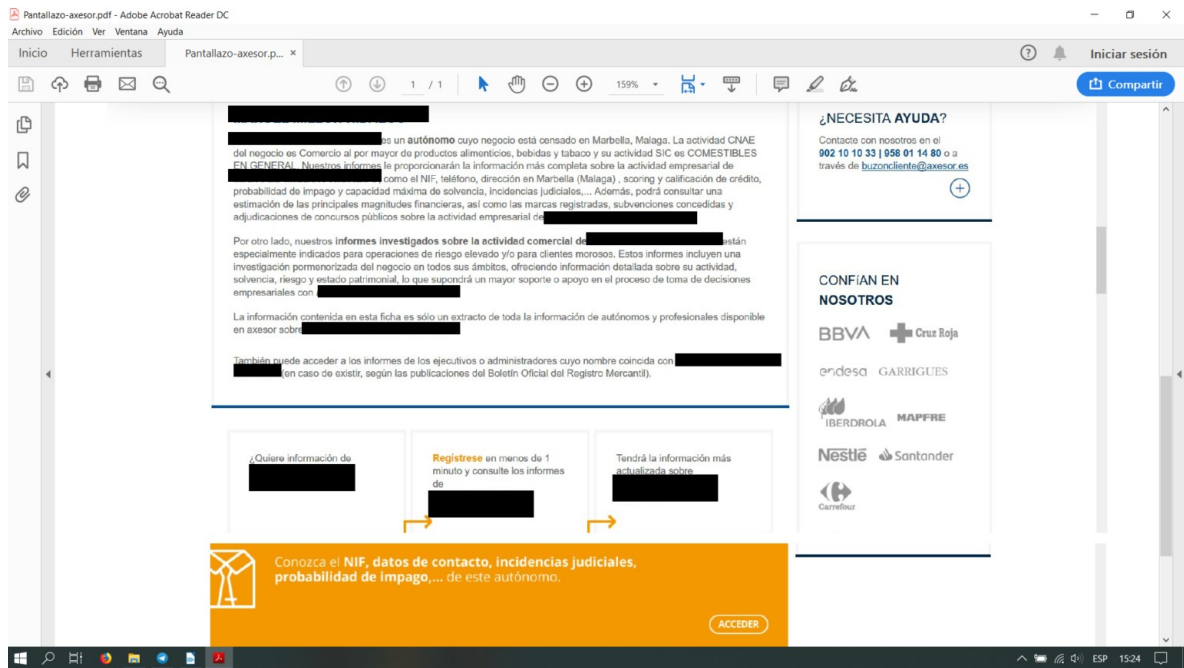 Pantallazo-axesor.pdf - Adobe Acrobat Reader DC
Archivo Edición Ver Ventana Ayuda
Inicio Herramientas Pantallazo-axesor.p... × Iniciar sesión
1 / 1 159% Compartir
es un autónomo cuyo negocio está censado en Marbella, Malaga. La actividad CNAE
del negocio es Comercio al por mayor de productos alimenticios, bebidas y tabaco y su actividad SIC es COMESTIBLES
EN GENERAL. Nuestros informes le proporcionarán la información más completa sobre la actividad empresarial de
como el NIF, teléfono, dirección en Marbella (Malaga) , scoring y calificación de crédito,
probabilidad de impago y capacidad máxima de solvencia, incidencias judiciales,... Además, podrá consultar una
estimación de las principales magnitudes financieras, así como las marcas registradas, subvenciones concedidas y
adjudicaciones de concursos públicos sobre la actividad empresarial de
Por otro lado, nuestros informes investigados sobre la actividad comercial de están
especialmente indicados para operaciones de riesgo elevado y/o para clientes morosos. Estos informes incluyen una
investigación pormenorizada del negocio en todos sus ámbitos, ofreciendo información detallada sobre su actividad,
solvencia, riesgo y estado patrimonial, lo que supondrá un mayor soporte o apoyo en el proceso de toma de decisiones
empresariales con
La información contenida en esta ficha es sólo un extracto de toda la información de autónomos y profesionales disponible
en axesor sobre
También puede acceder a los informes de los ejecutivos o administradores cuyo nombre coincida con
(en caso de existir, según las publicaciones del Boletín Oficial del Registro Mercantil).
¿Quiere información de
Regístrese en menos de 1
minuto y consulte los informes
de
Tendrá la información más
actualizada sobre
Conozca el NIF, datos de contacto, incidencias judiciales,
probabilidad de impago,... de este autónomo.
ACCEDER
¿NECESITA AYUDA?
Contacte con nosotros en el
902 10 10 33 | 958 01 14 80 o a
través de buzoncliente@axesor.es
CONFíAN EN
NOSOTROS
BBVA Cruz Roja
endesa GARRIGUES
IBERDROLA MAPFRE
Nestlé Santander
Carrefour
ESP 15:24